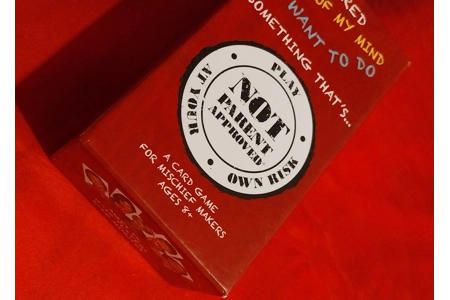 RED
OF MY MIND
WANT TO DO
SOMETHING THAT'S...
PLAY
AT YOUR
OWN RISK
NOT
PARENT
APPROVED
A CARD GAME
FOR MISCHIEF MAKERS
AGES 8+